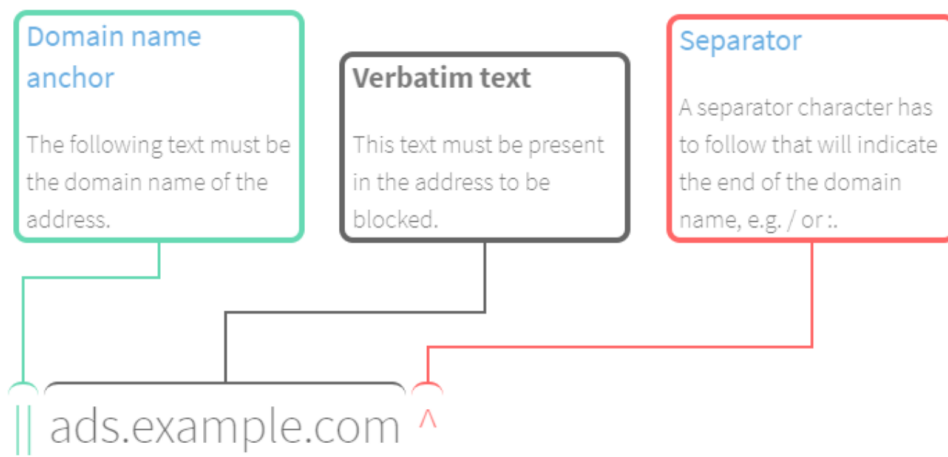 Domain name
anchor
The following text must be
the domain name of the
address.
Verbatim text
This text must be present
in the address to be
blocked.
Separator
A separator character has
to follow that will indicate
the end of the domain
name, e.g. / or :.
|| ads.example.com ^